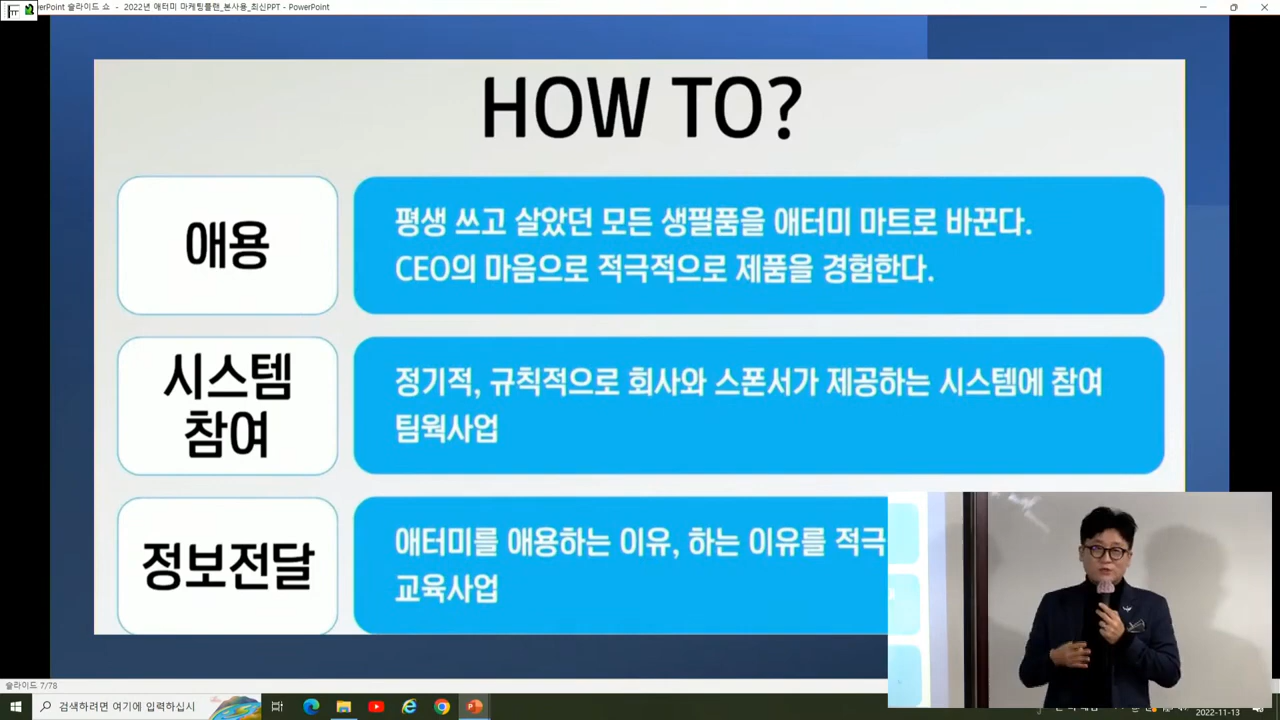 PowerPoint 슬라이드 쇼 - 2022년 애터미 마케팅플랜_본사용_최신PPT - PowerPoint
HOW TO?
애용
평생 쓰고 살았던 모든 생필품을 애터미 마트로 바꾼다.
CEO의 마음으로 적극적으로 제품을 경험한다.
시스템
참여
정기적, 규칙적으로 회사와 스폰서가 제공하는 시스템에 참여
팀웍사업
정보전달
애터미를 애용하는 이유, 하는 이유를 적극
교육사업
슬라이드 7/78
검색하려면 여기에 입력하십시
2022-11-13